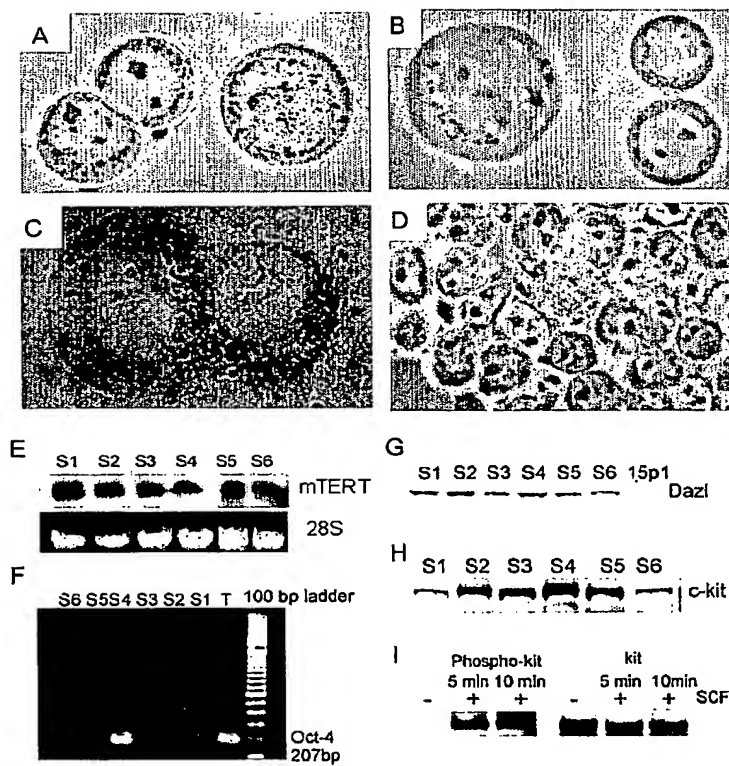 A
B
C
D
E
S1 S2 S3 S4 S5 S6
mTERT
28S
F
S6 S5 S4 S3 S2 S1 T 100 bp ladder
Oct-4
207bp
G
S1 S2 S3 S4 S5 S6 15p1
Dazl
H
S1 S2 S3 S4 S5 S6
c-kit
I
Phospho-kit kit
5 min 10 min 5 min 10min
- + + - + + SCF